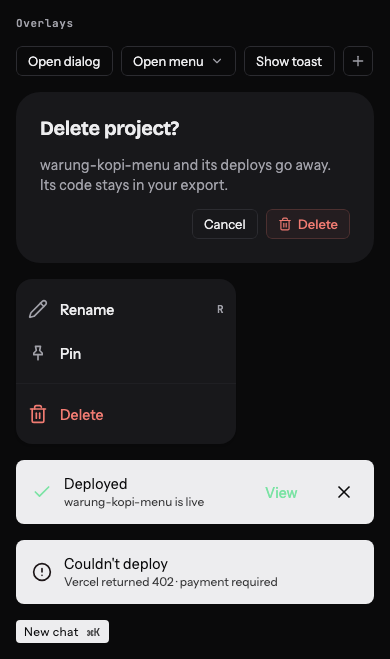 Overlays
Open dialog
Open menu
Show toast
Delete project?
warung-kopi-menu and its deploys go away.
Its code stays in your export.
Cancel
Delete
Rename R
Pin
Delete
Deployed
warung-kopi-menu is live
View
Couldn't deploy
Vercel returned 402 · payment required
New chat ⌘K